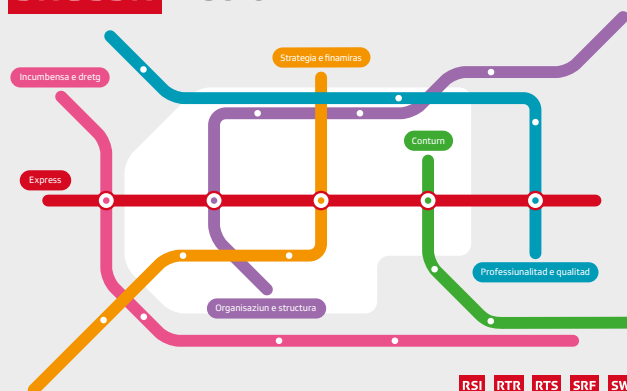 Strategia e finamiras
Incumbensa e dretg
Conturn
Express
Professiunalitad e qualitad
Organisaziun e structura
RSI RTR RTS SRF